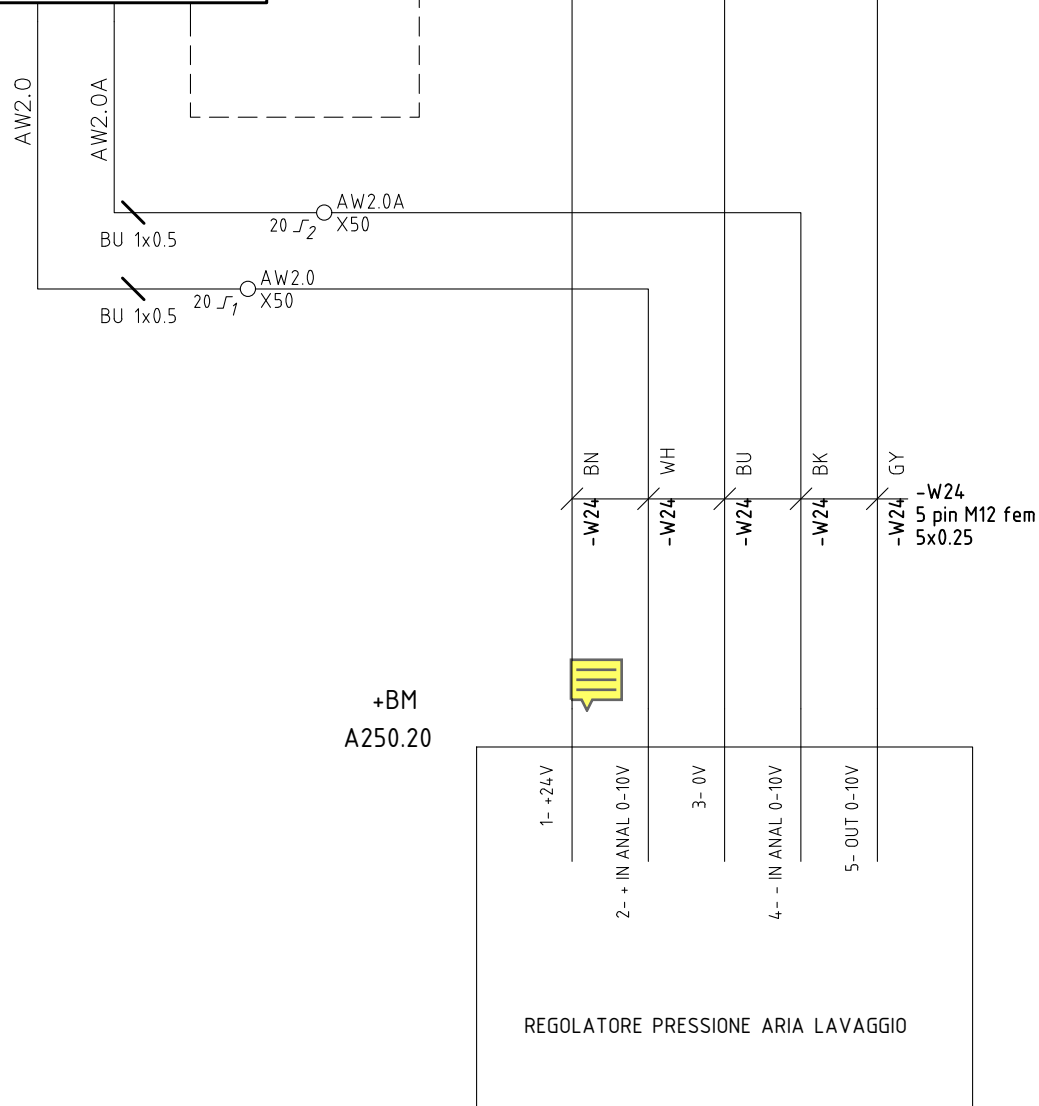 AW2.0
AW2.0A
AW2.0A
20 2 X50
BU 1x0.5
AW2.0
20 1 X50
BU 1x0.5
BN
WH
BU
BK
GY
-W24
-W24
-W24
-W24
-W24
-W24
5 pin M12 fem
5x0.25
+BM
A250.20
1- +24V
2- + IN ANAL 0-10V
3- 0V
4- - IN ANAL 0-10V
5- OUT 0-10V
REGOLATORE PRESSIONE ARIA LAVAGGIO